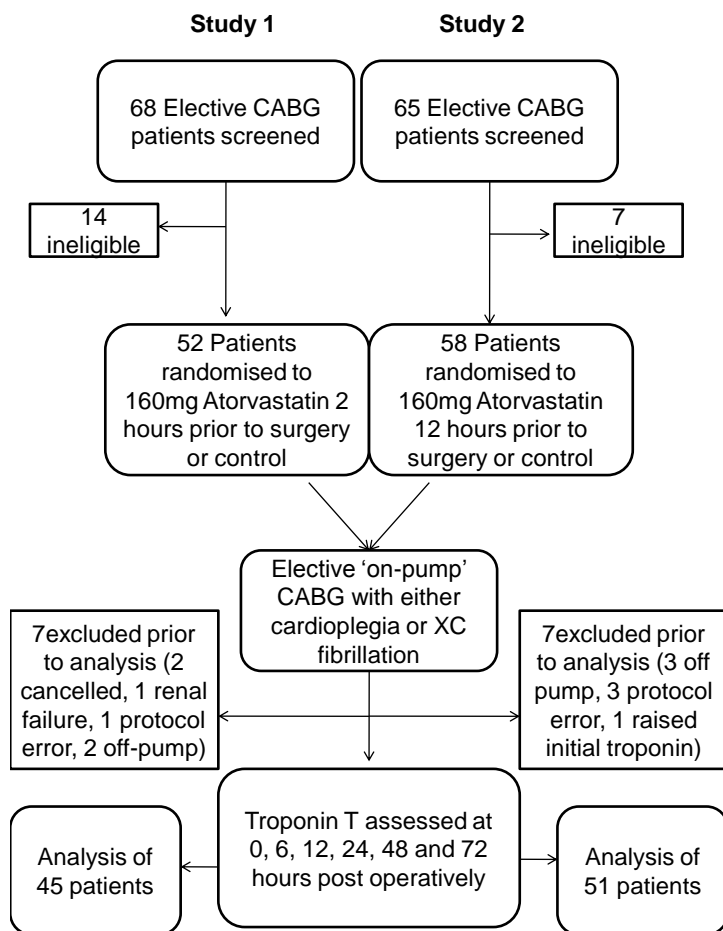 Study 1
Study 2
68 Elective CABG
patients screened
65 Elective CABG
patients screened
14
ineligible
7
ineligible
52 Patients
randomised to
160mg Atorvastatin 2
hours prior to surgery
or control
58 Patients
randomised to
160mg Atorvastatin
12 hours prior to
surgery or control
Elective ‘on-pump’
CABG with either
cardioplegia or XC
fibrillation
7excluded prior
to analysis (2
cancelled, 1 renal
failure, 1 protocol
error, 2 off-pump)
7excluded prior
to analysis (3 off
pump, 3 protocol
error, 1 raised
initial troponin)
Troponin T assessed at
0, 6, 12, 24, 48 and 72
hours post operatively
Analysis of
45 patients
Analysis of
51 patients